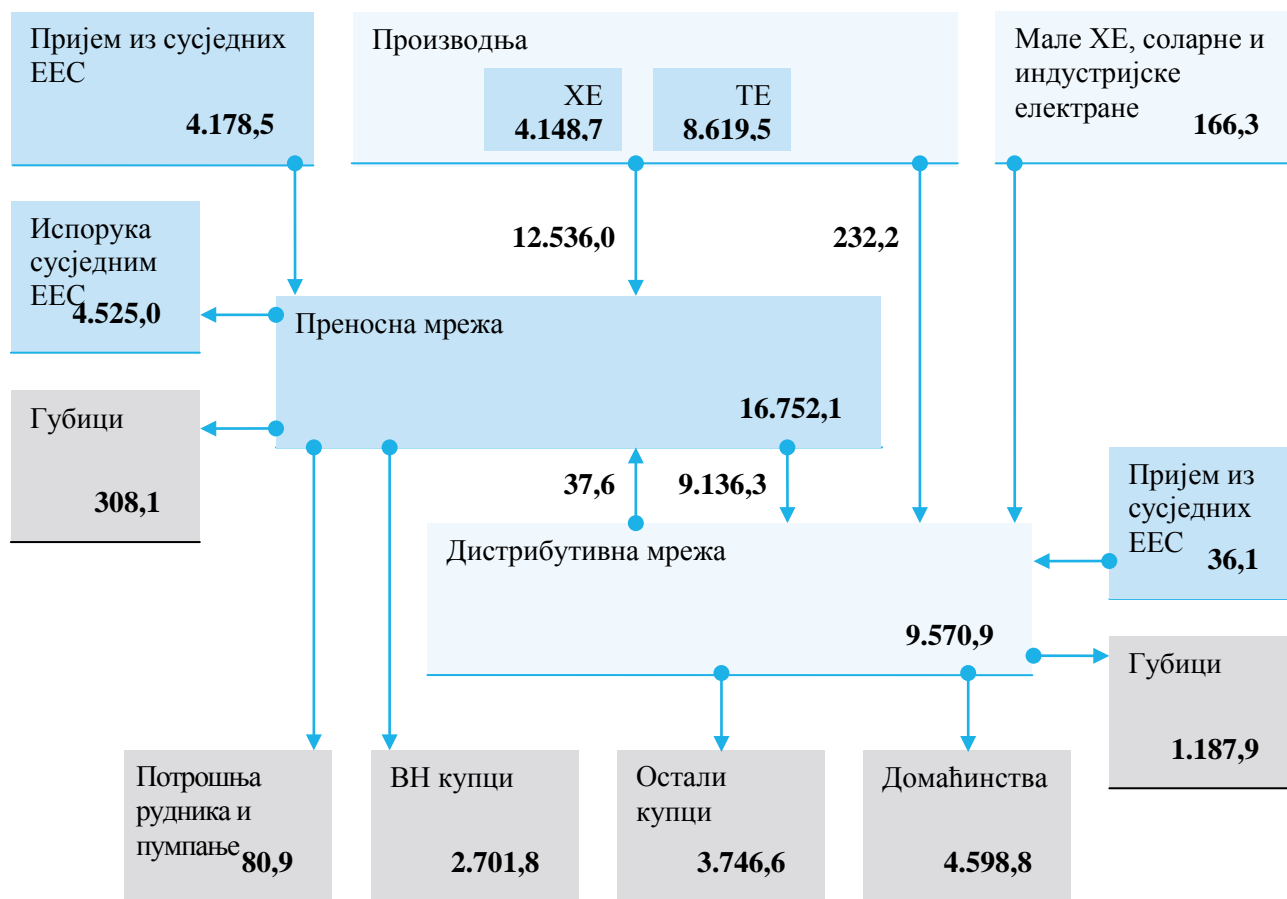 Пријем из сусједних
ЕЕС
4.178,5
Производња
ХЕ
4.148,7
ТЕ
8.619,5
Мале ХЕ, соларне и
индустријске
електране
166,3
Испорука
сусједним
ЕЕС
4.525,0
12.536,0
232,2
Преносна мрежа
16.752,1
Губици
308,1
37,6
9.136,3
Пријем из
сусједних
ЕЕС
36,1
Дистрибутивна мрежа
9.570,9
Губици
1.187,9
Потрошња
рудника и
пумпање
80,9
ВН купци
2.701,8
Остали
купци
3.746,6
Домаћинства
4.598,8